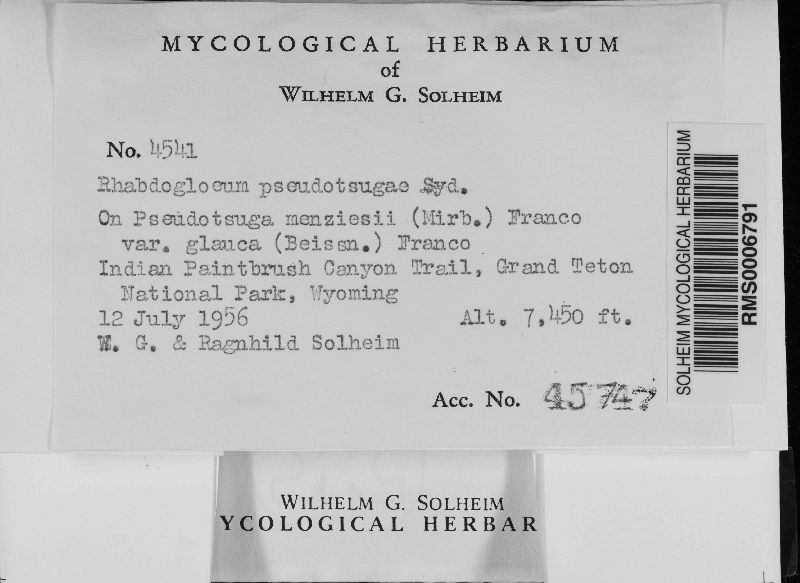 MYCOLOGICAL HERBARIUM
of
WILHELM G. SOLHEIM
No. 4541
Rhabdogloeum pseudotsugae Syd.
On Pseudotsuga menziesii (Mirb.) Franco
var. glauca (Beissn.) Franco
Indian Paintbrush Canyon Trail, Grand Teton
National Park, Wyoming
12 July 1956 Alt. 7,450 ft.
W. G. & Ragnhild Solheim
Acc. No. 45747
SOLHEIM MYCOLOGICAL HERBARIUM
RMS0006791
WILHELM G. SOLHEIM
YCOLOGICAL HERBAR